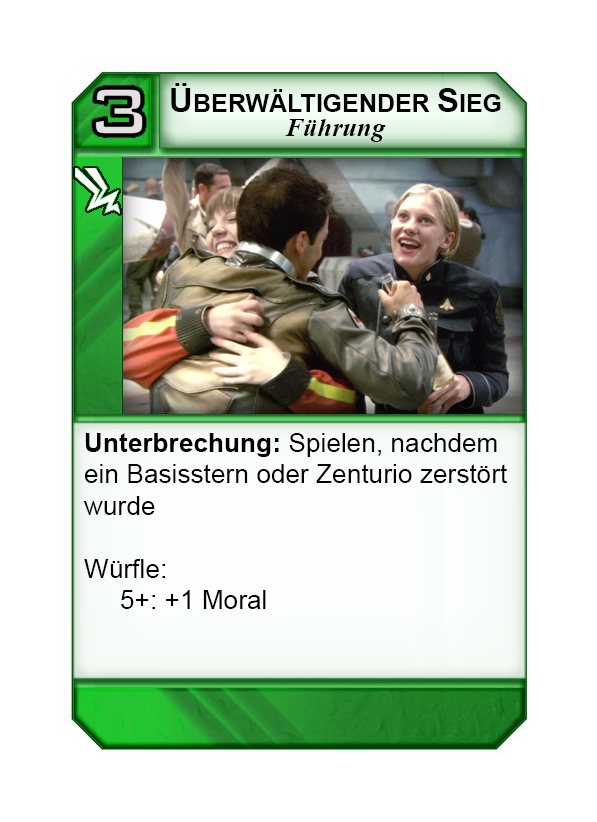 3
ÜBERWÄLTIGENDER SIEG
Führung
Unterbrechung: Spielen, nachdem
ein Basisstern oder Zenturio zerstört
wurde
Würfle:
5+: +1 Moral